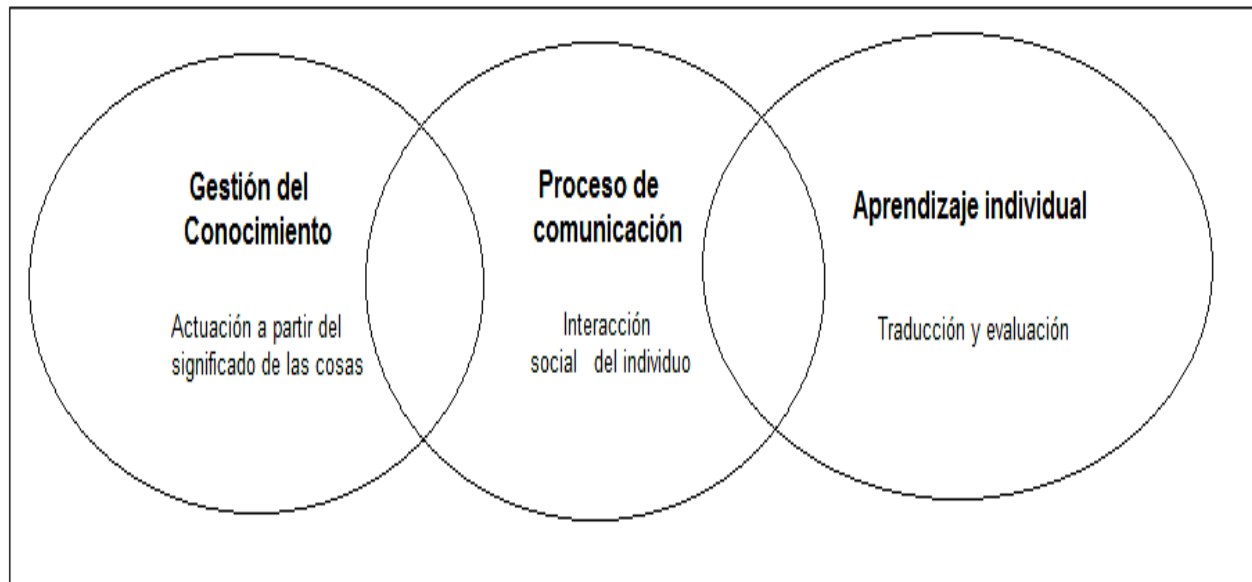 Gestión del
Conocimiento
Actuación a partir del
significado de las cosas
Proceso de
comunicación
Interacción
social del individuo
Aprendizaje individual
Traducción y evaluación